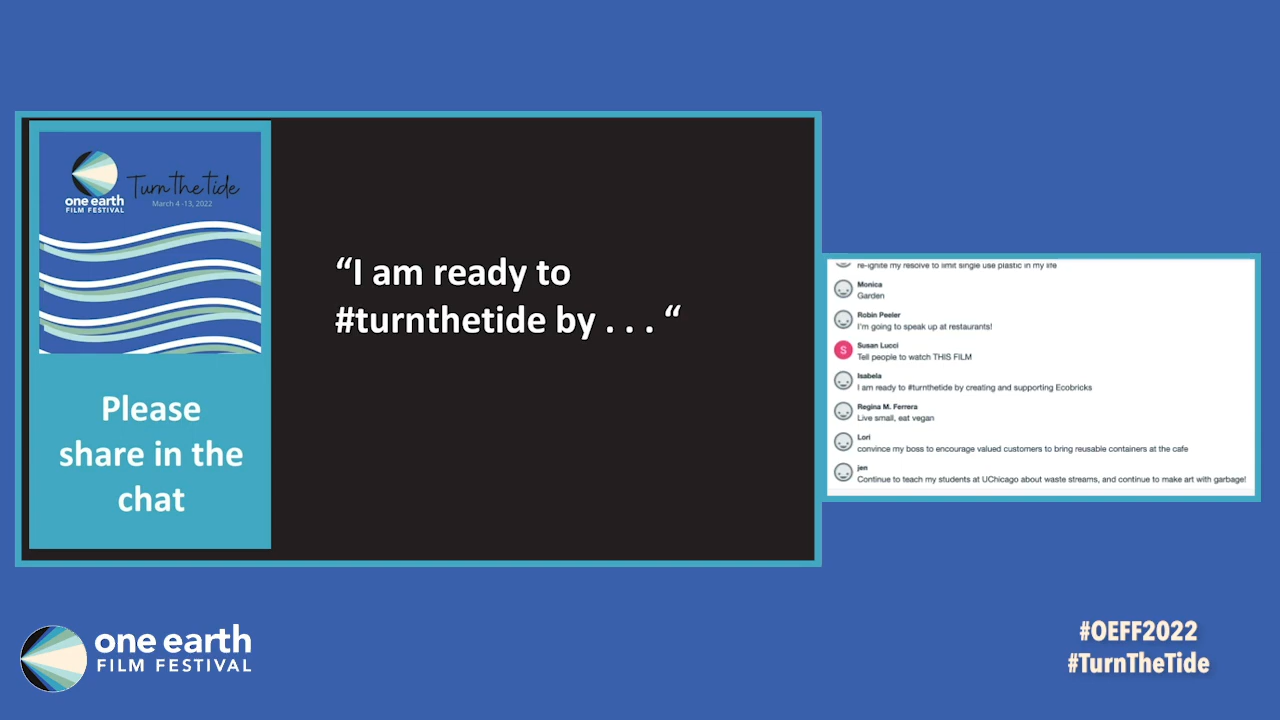 Turn The Tide
one earth
FILM FESTIVAL
March 4 -13, 2022
Please
share in the
chat
“I am ready to
#turnthetide by . . . “
re-ignite my resolve to limit single use plastic in my life
Monica
Garden
Robin Peeler
I'm going to speak up at restaurants!
S
Susan Lucci
Tell people to watch THIS FILM
Isabela
I am ready to #turnthetide by creating and supporting Ecobricks
Regina M. Ferrera
Live small, eat vegan
Lori
convince my boss to encourage valued customers to bring reusable containers at the cafe
jen
Continue to teach my students at UChicago about waste streams, and continue to make art with garbage!
one earth
FILM FESTIVAL
#OEFF2022
#TurnTheTide